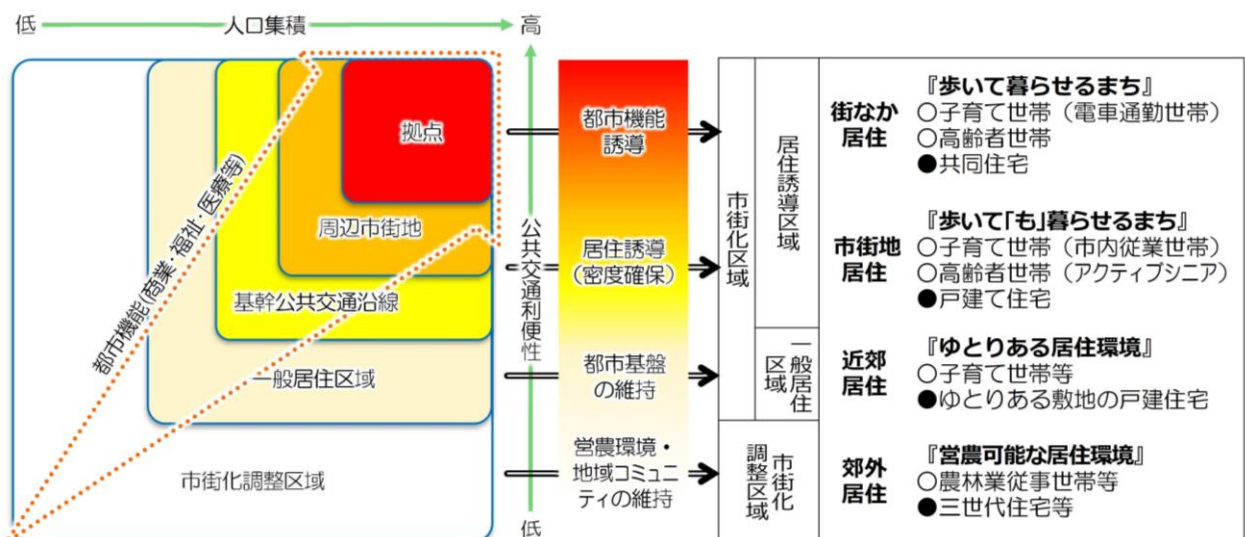 低
人口集積
高
拠点
周辺市街地
基幹公共交通沿線
一般居住区域
市街化調整区域
都市機能(商業・福祉・医療等)
公共交通利便性
低
都市機能
誘導
居住誘導
(密度確保)
都市基盤
の維持
営農環境・
地域コミュニ
ティの維持
市街化区域
居住誘導区域
一般居住
区域
市街化
調整区域
街なか
居住
『歩いて暮らせるまち』
○子育て世帯(電車通勤世帯)
○高齢者世帯
●共同住宅
市街地
居住
『歩いて「も」暮らせるまち』
○子育て世帯(市内従業世帯)
○高齢者世帯(アクティブシニア)
●戸建て住宅
近郊
居住
『ゆとりある居住環境』
○子育て世帯等
●ゆとりある敷地の戸建住宅
郊外
居住
『営農可能な居住環境』
○農林業従事世帯等
●三世代住宅等